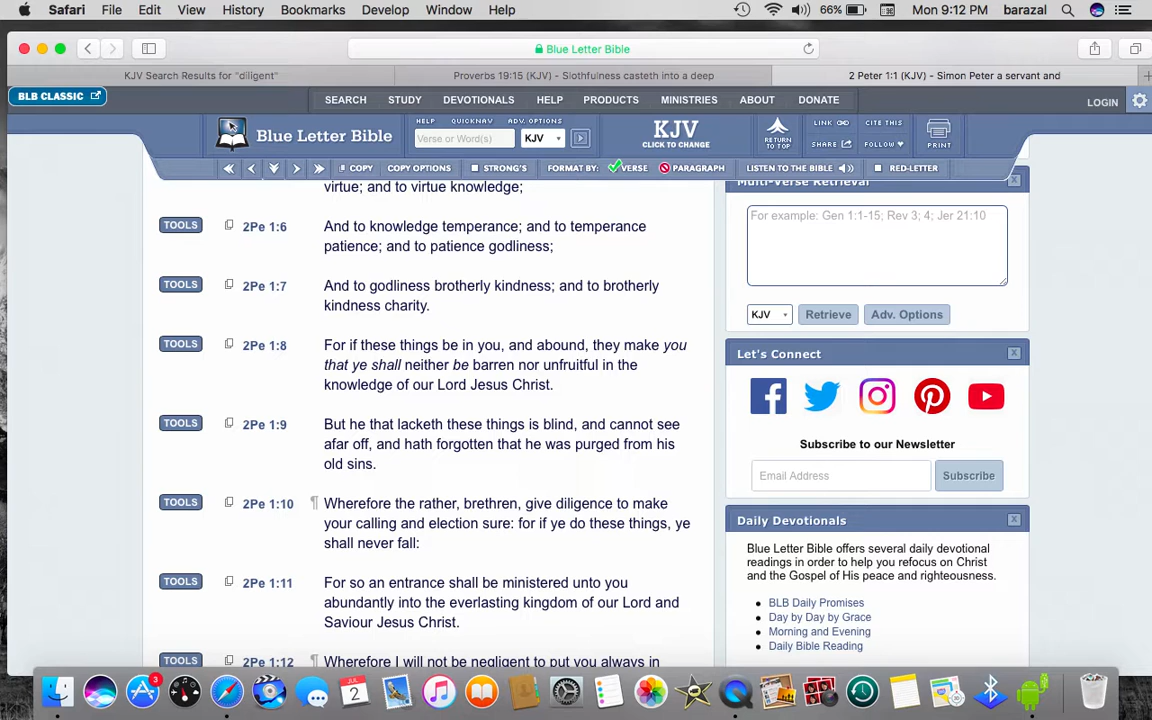 Safari File Edit View History Bookmarks Develop Window Help 66% Mon 9:12 PM barazal
Blue Letter Bible
KJV Search Results for "diligent" Proverbs 19:15 (KJV) - Slothfulness casteth into a deep 2 Peter 1:1 (KJV) - Simon Peter a servant and
BLB CLASSIC SEARCH STUDY DEVOTIONALS HELP PRODUCTS MINISTRIES ABOUT DONATE LOGIN
Blue Letter Bible
HELP QUICKNAV ADV. OPTIONS
Verse or Word(s) KJV
KJV
CLICK TO CHANGE
RETURN
TO TOP
LINK CITE THIS
SHARE FOLLOW
PRINT
COPY COPY OPTIONS STRONG'S FORMAT BY: VERSE PARAGRAPH LISTEN TO THE BIBLE RED-LETTER
virtue; and to virtue knowledge;
TOOLS 2Pe 1:6 And to knowledge temperance; and to temperance
patience; and to patience godliness;
TOOLS 2Pe 1:7 And to godliness brotherly kindness; and to brotherly
kindness charity.
TOOLS 2Pe 1:8 For if these things be in you, and abound, they make you
that ye shall neither be barren nor unfruitful in the
knowledge of our Lord Jesus Christ.
TOOLS 2Pe 1:9 But he that lacketh these things is blind, and cannot see
afar off, and hath forgotten that he was purged from his
old sins.
TOOLS 2Pe 1:10 ¶ Wherefore the rather, brethren, give diligence to make
your calling and election sure: for if ye do these things, ye
shall never fall:
TOOLS 2Pe 1:11 For so an entrance shall be ministered unto you
abundantly into the everlasting kingdom of our Lord and
Saviour Jesus Christ.
TOOLS 2Pe 1:12 ¶ Wherefore I will not be negligent to put you always in
Multi-Verse Retrieval
For example: Gen 1:1-15; Rev 3; 4; Jer 21:10
KJV Retrieve Adv. Options
Let's Connect
Subscribe to our Newsletter
Email Address Subscribe
Daily Devotionals
Blue Letter Bible offers several daily devotional
readings in order to help you refocus on Christ
and the Gospel of His peace and righteousness.
BLB Daily Promises
Day by Day by Grace
Morning and Evening
Daily Bible Reading
3
JUL
2